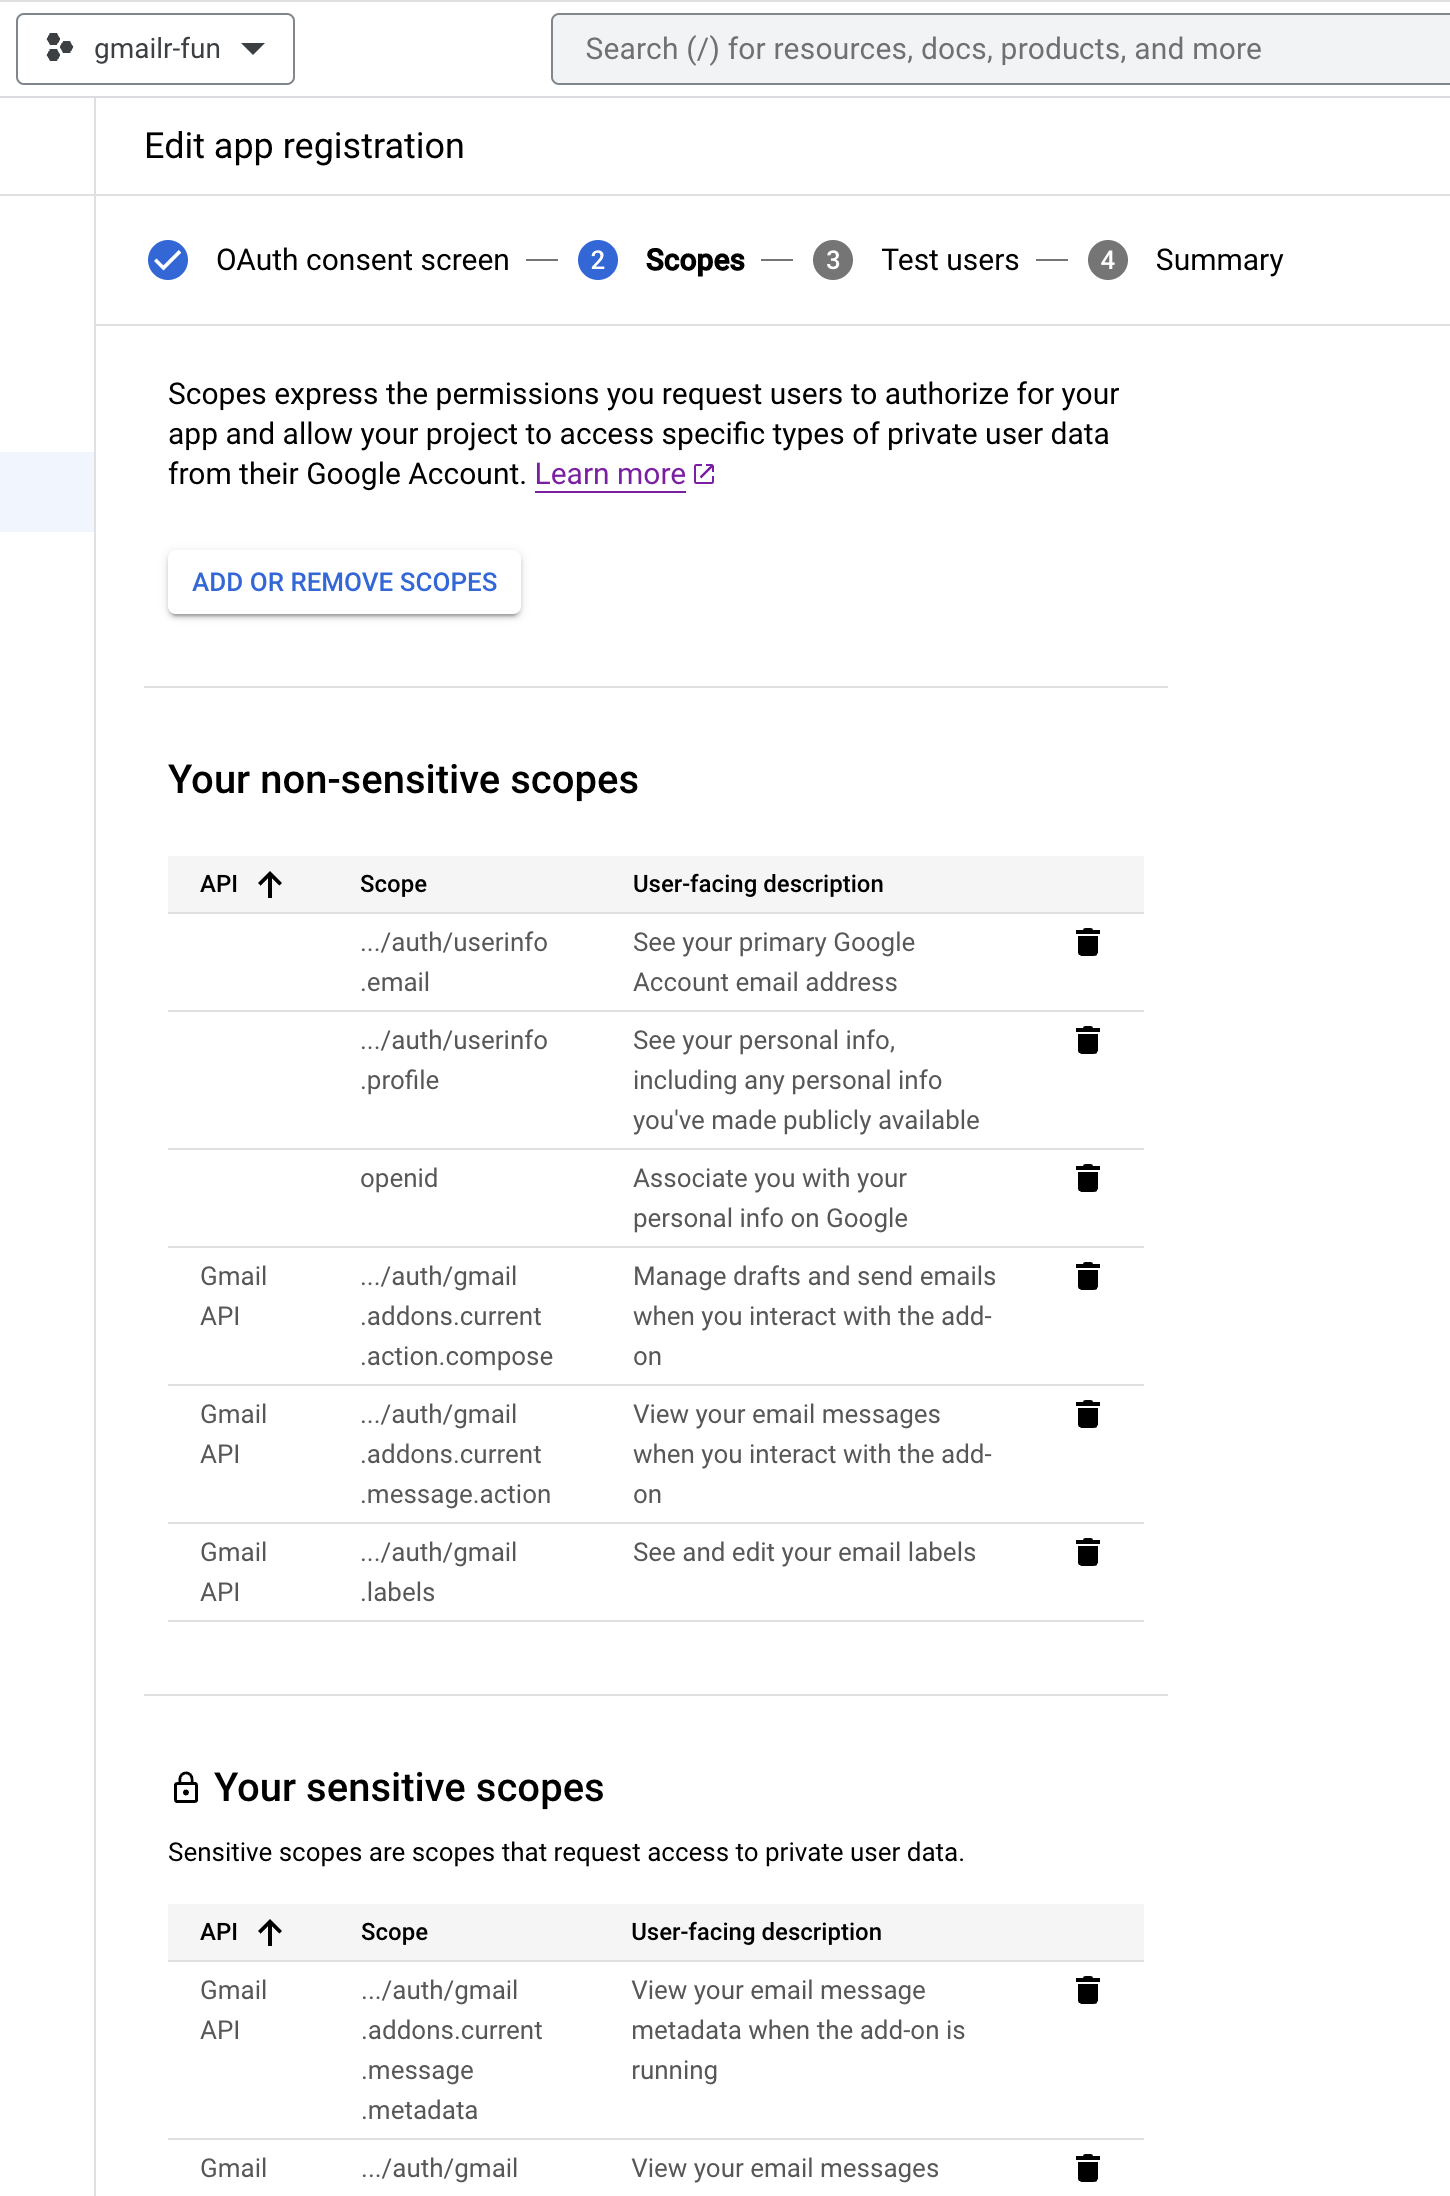 gmailr-fun
Search (/) for resources, docs, products, and more
Edit app registration
OAuth consent screen — 2 Scopes — 3 Test users — 4 Summary
Scopes express the permissions you request users to authorize for your
app and allow your project to access specific types of private user data
from their Google Account. Learn more
ADD OR REMOVE SCOPES
Your non-sensitive scopes
API Scope User-facing description
.../auth/userinfo See your primary Google
.email Account email address
.../auth/userinfo See your personal info,
.profile including any personal info
you've made publicly available
openid Associate you with your
personal info on Google
Gmail .../auth/gmail Manage drafts and send emails
API .addons.current when you interact with the add-
.action.compose on
Gmail .../auth/gmail View your email messages
API .addons.current when you interact with the add-
.message.action on
Gmail .../auth/gmail See and edit your email labels
API .labels
Your sensitive scopes
Sensitive scopes are scopes that request access to private user data.
API Scope User-facing description
Gmail .../auth/gmail View your email message
API .addons.current metadata when the add-on is
.message running
.metadata
Gmail .../auth/gmail View your email messages